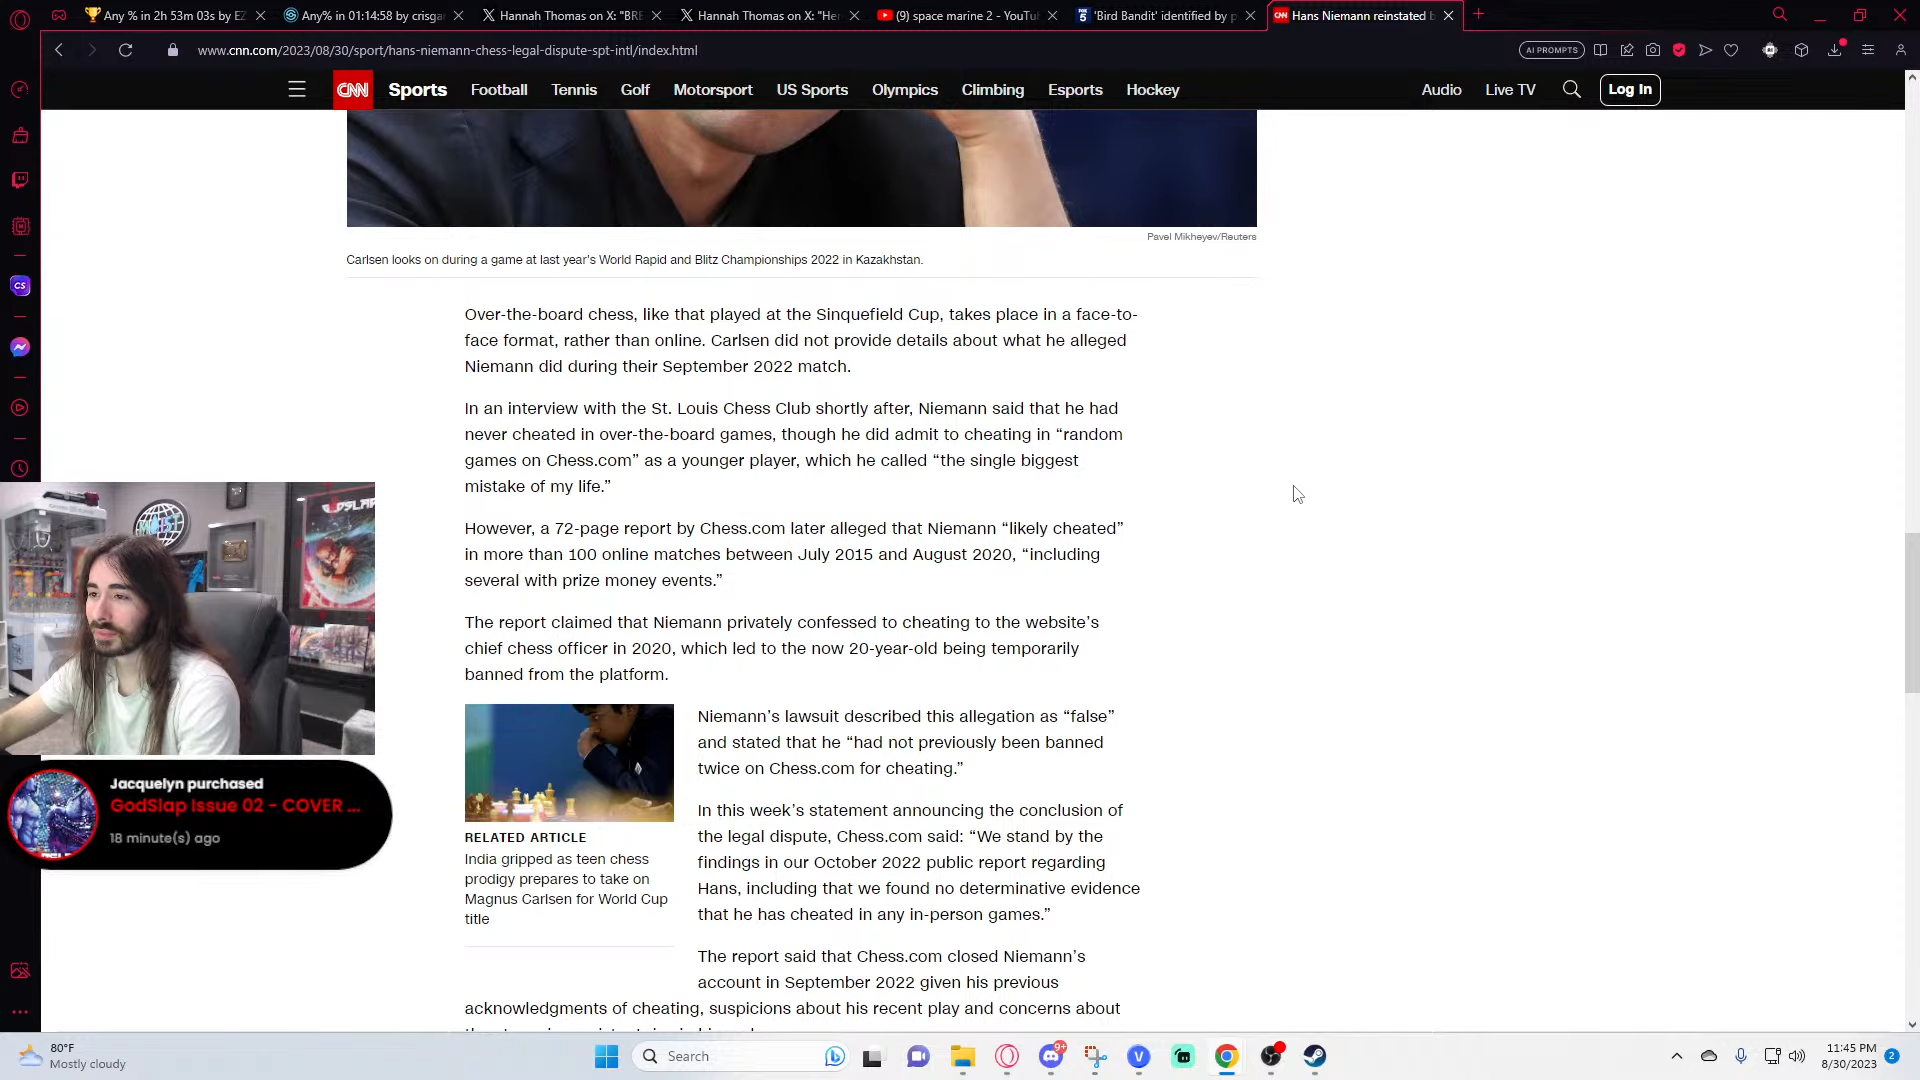 Any % in 2h 53m 03s by EZ
Any% in 01:14:58 by crisgar
Hannah Thomas on X: "BRE
Hannah Thomas on X: "Her
(9) space marine 2 - YouTu
'Bird Bandit' identified by p
Hans Niemann reinstated b
www.cnn.com/2023/08/30/sport/hans-niemann-chess-legal-dispute-spt-intl/index.html
AI PROMPTS
CNN Sports Football Tennis Golf Motorsport US Sports Olympics Climbing Esports Hockey Audio Live TV Log In
Pavel Mikheyev/Reuters
Carlsen looks on during a game at last year's World Rapid and Blitz Championships 2022 in Kazakhstan.
Over-the-board chess, like that played at the Sinquefield Cup, takes place in a face-to-
face format, rather than online. Carlsen did not provide details about what he alleged
Niemann did during their September 2022 match.
In an interview with the St. Louis Chess Club shortly after, Niemann said that he had
never cheated in over-the-board games, though he did admit to cheating in “random
games on Chess.com” as a younger player, which he called “the single biggest
mistake of my life.”
However, a 72-page report by Chess.com later alleged that Niemann “likely cheated”
in more than 100 online matches between July 2015 and August 2020, “including
several with prize money events.”
The report claimed that Niemann privately confessed to cheating to the website’s
chief chess officer in 2020, which led to the now 20-year-old being temporarily
banned from the platform.
Niemann’s lawsuit described this allegation as “false”
and stated that he “had not previously been banned
twice on Chess.com for cheating.”
In this week’s statement announcing the conclusion of
the legal dispute, Chess.com said: “We stand by the
findings in our October 2022 public report regarding
Hans, including that we found no determinative evidence
that he has cheated in any in-person games.”
RELATED ARTICLE
India gripped as teen chess
prodigy prepares to take on
Magnus Carlsen for World Cup
title
The report said that Chess.com closed Niemann’s
account in September 2022 given his previous
acknowledgments of cheating, suspicions about his recent play and concerns about
CS
MOIST
Jacquelyn purchased
GodSlap Issue 02 - COVER ...
18 minute(s) ago
80°F
Mostly cloudy
Search
9+
11:45 PM
8/30/2023
2